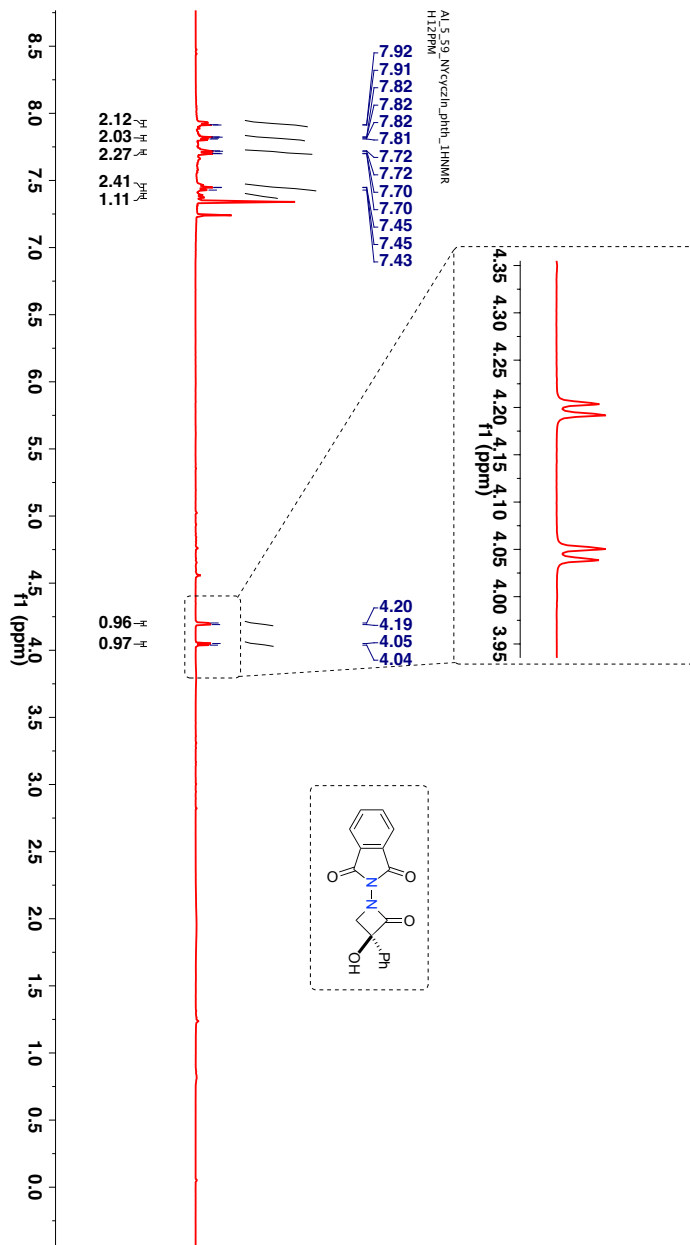 AI_5_59_NYcyczln_phth_1HNMR
H12PPM
7.92
7.91
7.82
7.82
7.82
7.81
7.72
7.72
7.70
7.70
7.45
7.45
7.43
4.20
4.19
4.05
4.04
2.12
2.03
2.27
2.41
1.11
0.96
0.97
8.5 8.0 7.5 7.0 6.5 6.0 5.5 5.0 4.5 4.0 3.5 3.0 2.5 2.0 1.5 1.0 0.5 0.0
f1 (ppm)
4.35 4.30 4.25 4.20 4.15 4.10 4.05 4.00 3.95
f1 (ppm)
O
O
N
N
O
Ph
OH